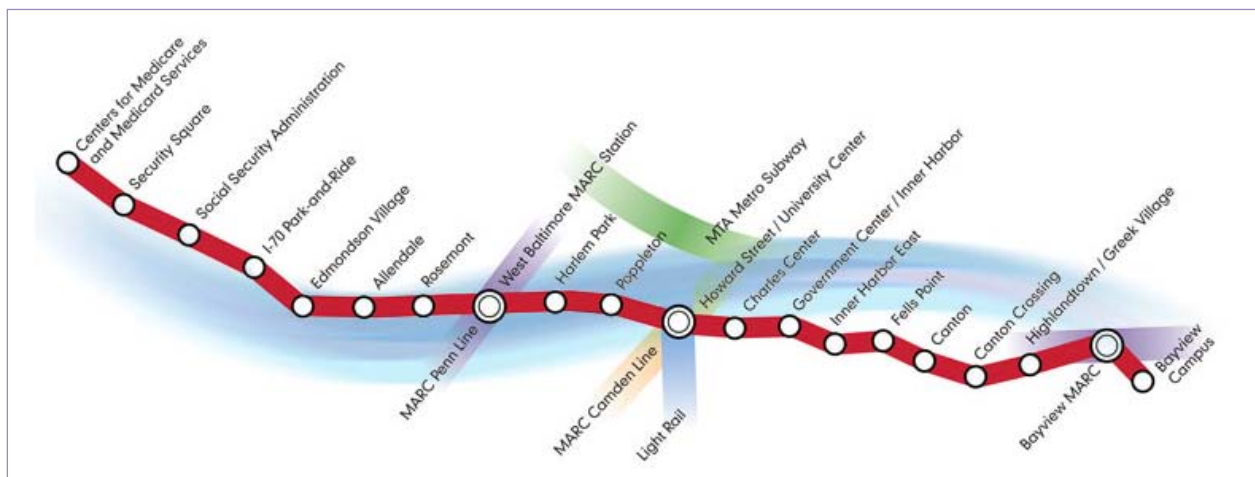 Centers for Medicare
and Medicard Services
Security Square
Social Security Administration
I-70 Park-and-Ride
Edmondson Village
Allendale
Rosemont
West Baltimore MARC Station
MARC Penn Line
Harlem Park
Poppleton
MTA Metro Subway
Howard Street / University Center
MARC Camden Line
Light Rail
Charles Center
Government Center / Inner Harbor
Inner Harbor East
Fells Point
Canton
Canton Crossing
Highlandtown / Greek Village
Bayview MARC
Bayview
Campus